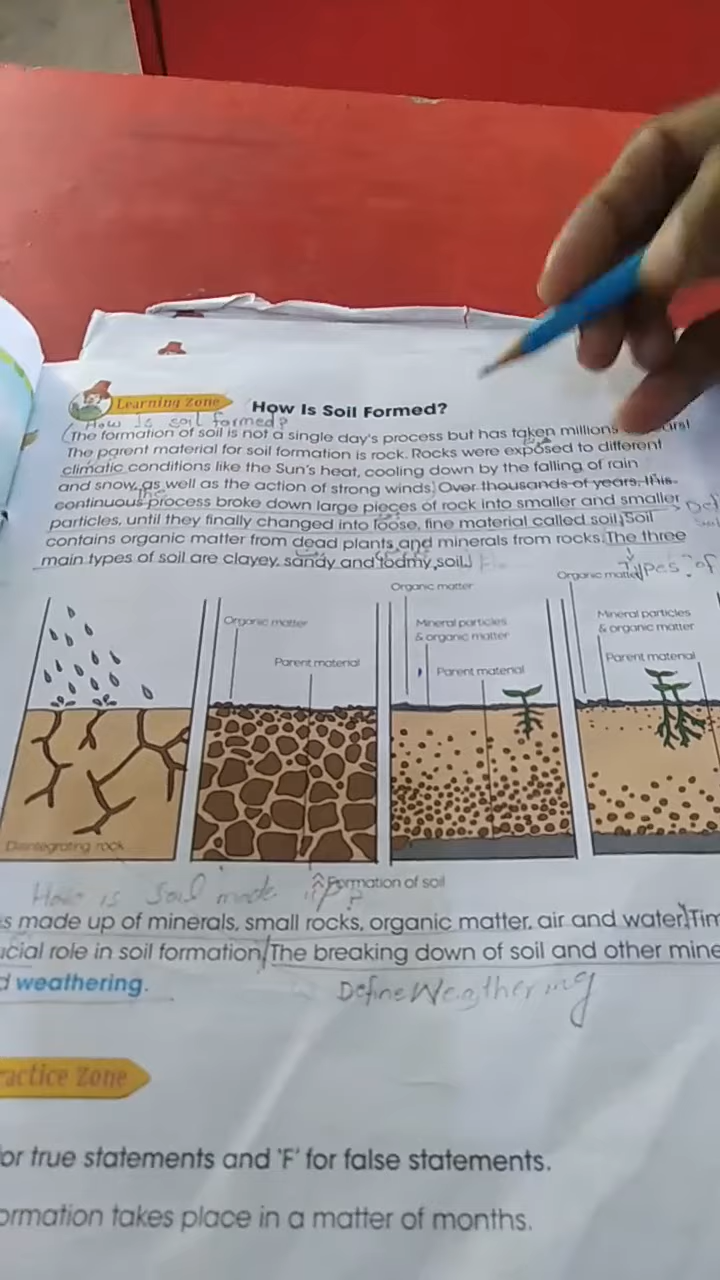 Learning Zone
How Is Soil Formed?
How Is soil formed?
The formation of soil is not a single day's process but has taken millions
The parent material for soil formation is rock. Rocks were exposed to different
climatic conditions like the Sun's heat, cooling down by the falling of rain
and snow as well as the action of strong winds. Over thousands of years, this
continuous process broke down large pieces of rock into smaller and smaller
particles, until they finally changed into loose, fine material called soil. Soil
contains organic matter from dead plants and minerals from rocks. The three
main types of soil are clayey, sandy and loamy soil.
Types of
Organic matter
Parent material
Organic matter
Mineral particles
& organic matter
Parent material
Organic matter
Mineral particles
& organic matter
Parent material
Disintegrating rock
Formation of soil
How is Soil made up?
s made up of minerals, small rocks, organic matter, air and water. Tim
ucial role in soil formation. The breaking down of soil and other mine
d weathering.
Define Weathering
ractice Zone
or true statements and 'F' for false statements.
ormation takes place in a matter of months.